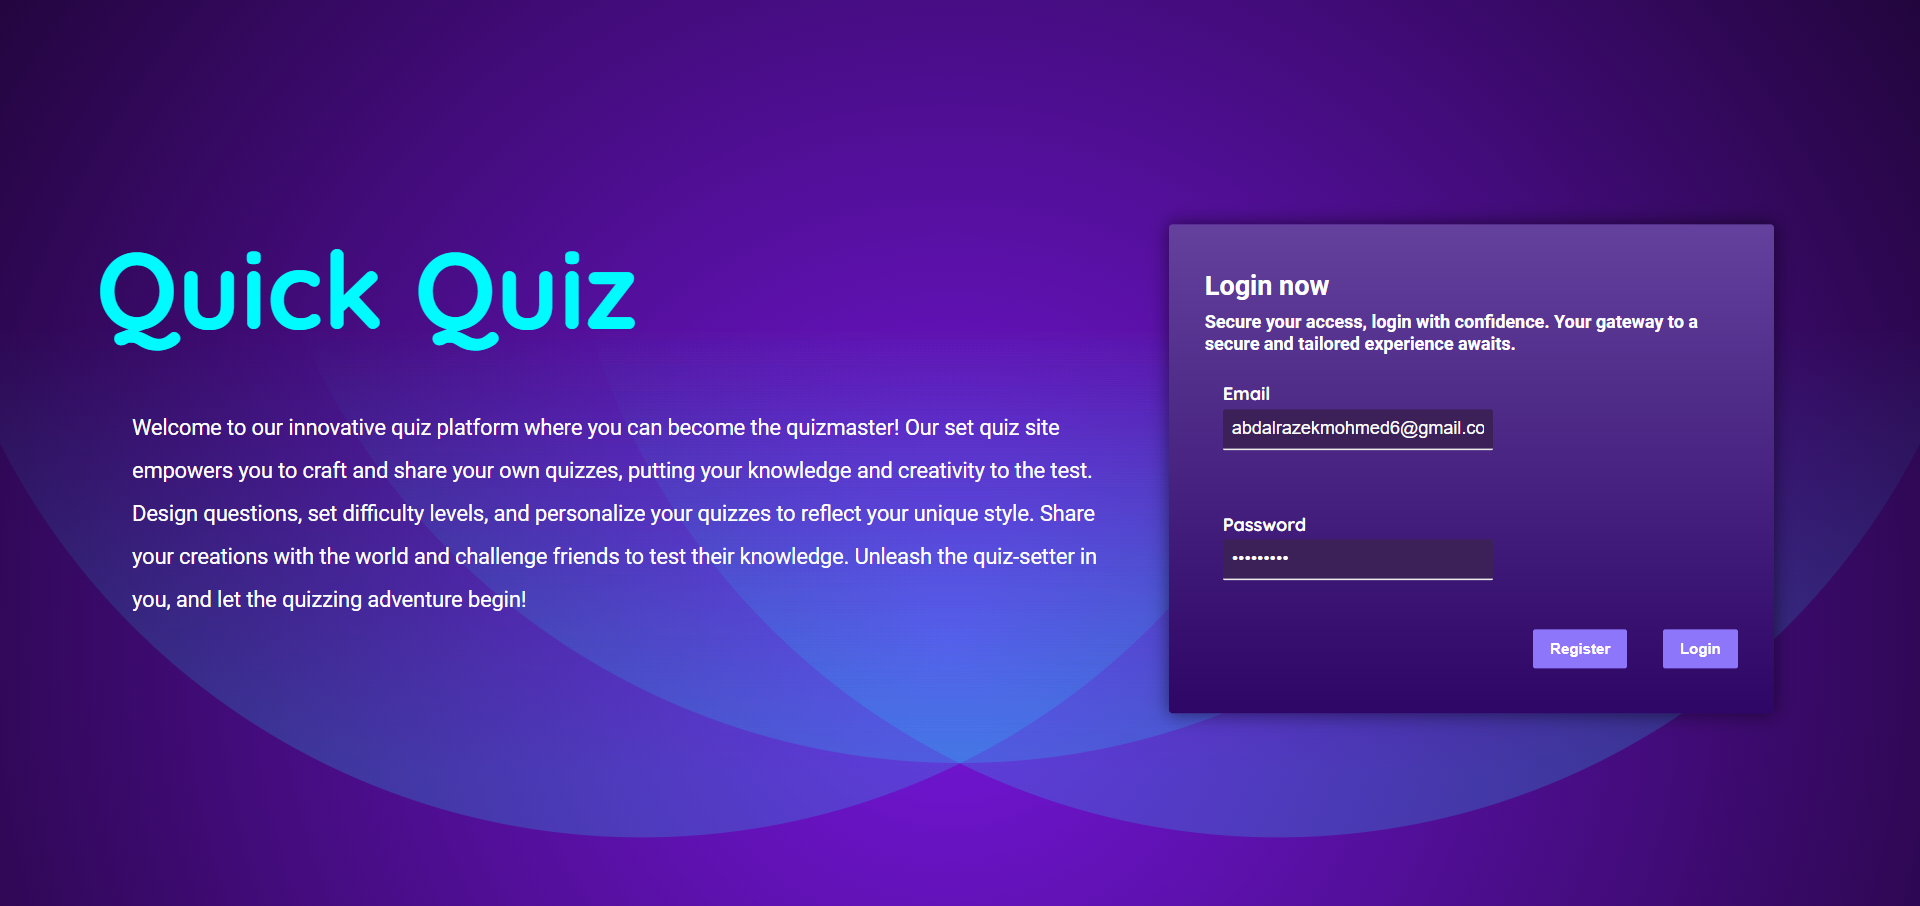 Quick Quiz
Welcome to our innovative quiz platform where you can become the quizmaster! Our set quiz site
empowers you to craft and share your own quizzes, putting your knowledge and creativity to the test.
Design questions, set difficulty levels, and personalize your quizzes to reflect your unique style. Share
your creations with the world and challenge friends to test their knowledge. Unleash the quiz-setter in
you, and let the quizzing adventure begin!
Login now
Secure your access, login with confidence. Your gateway to a
secure and tailored experience awaits.
Email
abdalrazekmohmed6@gmail.co
Password
•••••••••
Register
Login